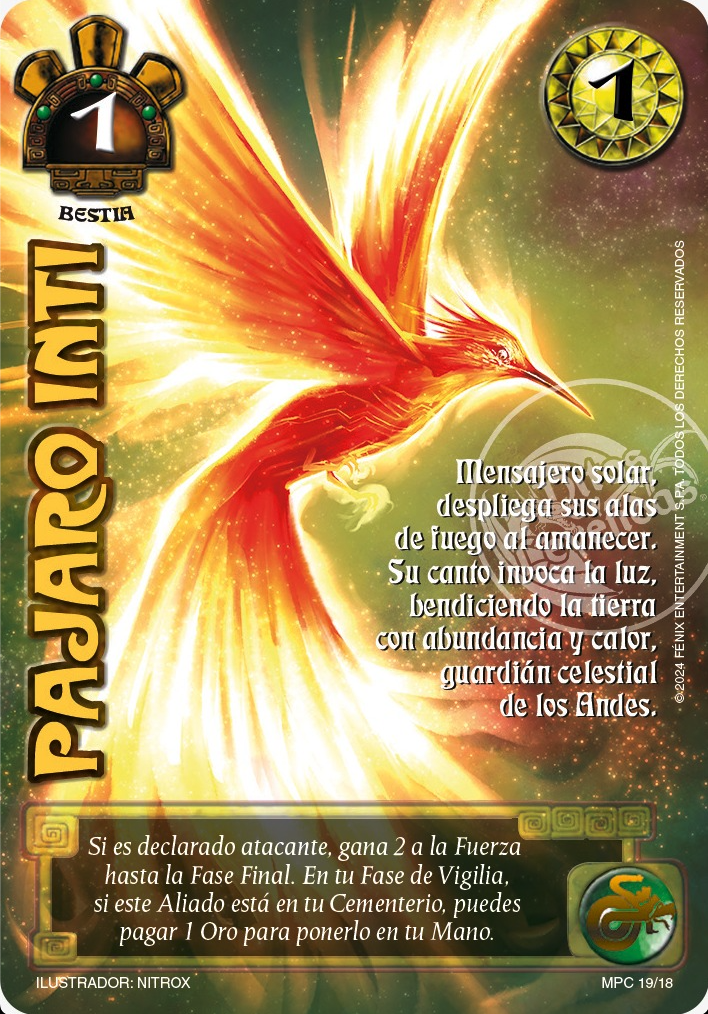 1
1
BESTIA
PAJARO INTI
Mensajero solar,
despliega sus alas
de fuego al amanecer.
Su canto invoca la luz,
bendiciendo la tierra
con abundancia y calor,
guardián celestial
de los Andes.
©2024 FÉNIX ENTERTAINMENT S.PA. TODOS LOS DERECHOS RESERVADOS
Si es declarado atacante, gana 2 a la Fuerza
hasta la Fase Final. En tu Fase de Vigilia,
si este Aliado está en tu Cementerio, puedes
pagar 1 Oro para ponerlo en tu Mano.
ILUSTRADOR: NITROX
MPC 19/18